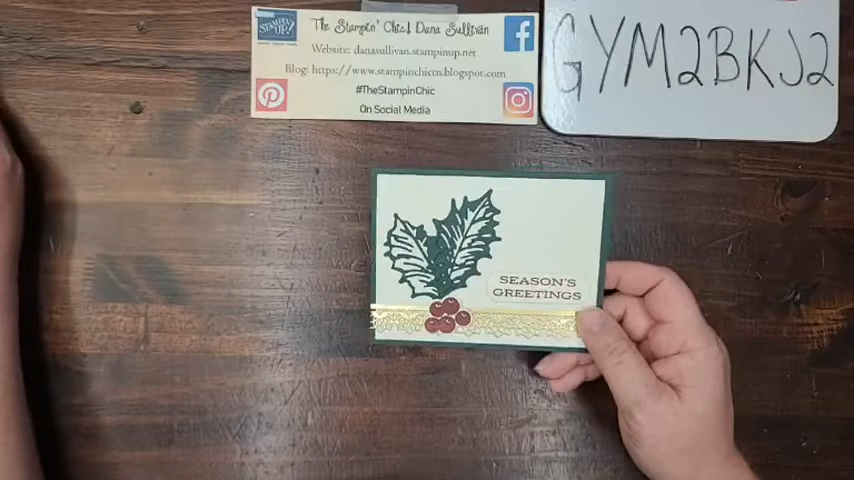 STAMPIN' UP!
The Stampin' Chic! Dana Sullivan
Website: danasullivan.stampinup.net
Blog: https://www.stampinchictn.blogspot.com
#TheStampinChic
On Social Media
GYMM2BKJ2
SEASON'S
GREETINGS